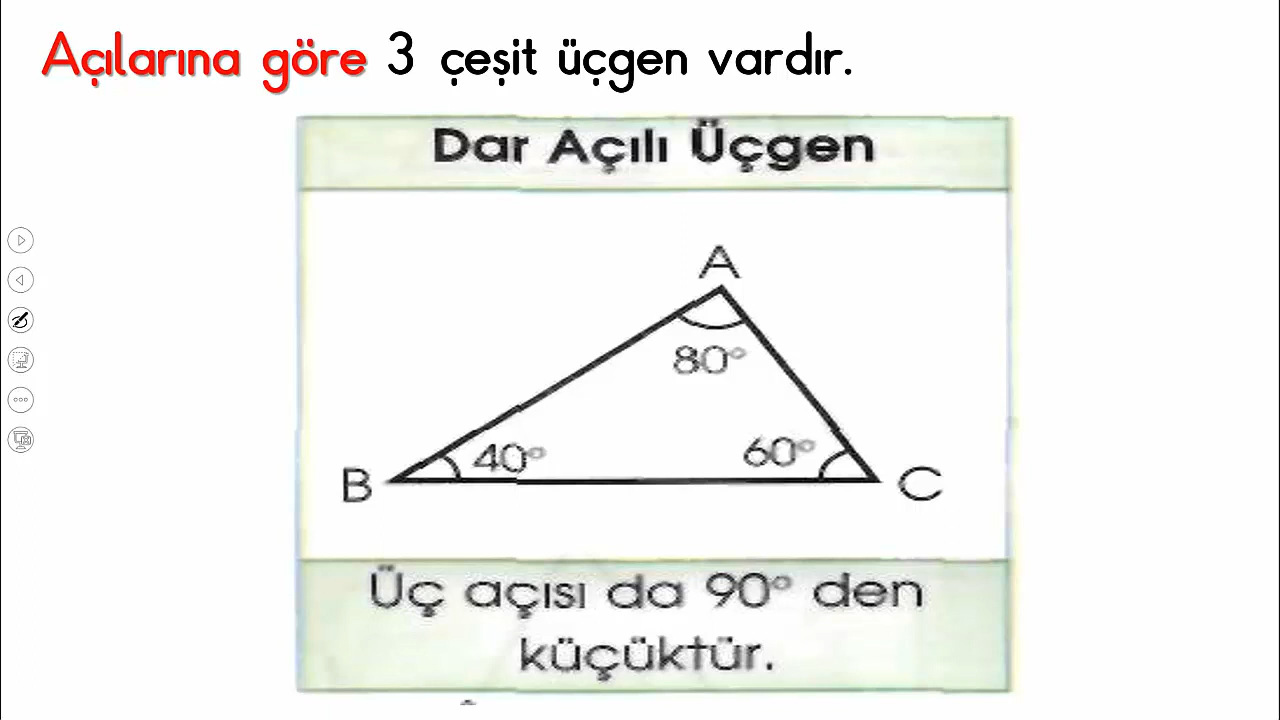 Açılarına göre 3 çeşit üçgen vardır.
Dar Açılı Üçgen
A
80°
40°
60°
B
C
Üç açısı da 90° den
küçüktür.